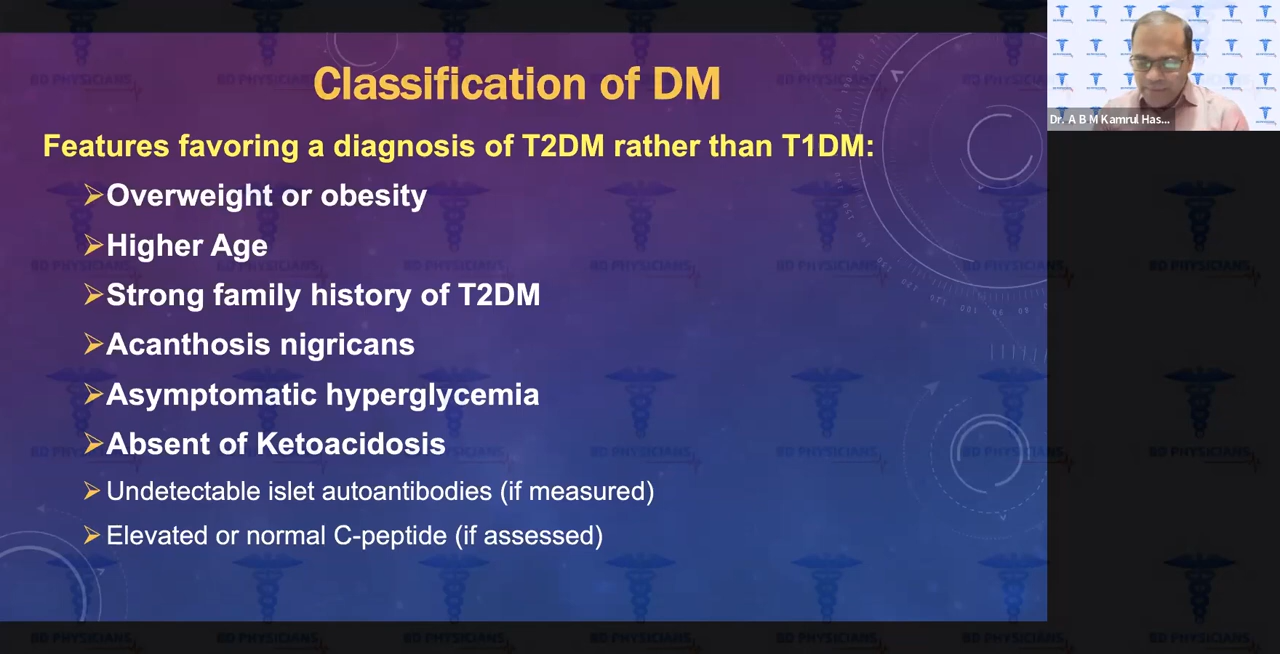 Classification of DM
Features favoring a diagnosis of T2DM rather than T1DM:
➢Overweight or obesity
➢Higher Age
➢Strong family history of T2DM
➢Acanthosis nigricans
➢Asymptomatic hyperglycemia
➢Absent of Ketoacidosis
➢Undetectable islet autoantibodies (if measured)
➢Elevated or normal C-peptide (if assessed)
Dr. A B M Kamrul Has...
BD PHYSICIANS